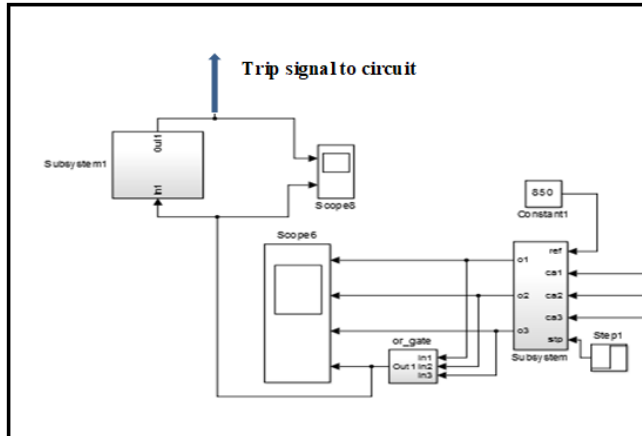 Trip signal to circuit
Out1
Subsystem1
In1
Scope8
850
Constant1
Scope6
ref
o1
ca1
o2
ca2
o3
ca3
stp
Step1
Subsystem
or_gate
In1
Out1 In2
In3